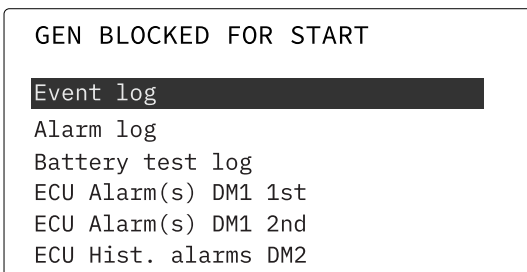 GEN BLOCKED FOR START
Event log
Alarm log
Battery test log
ECU Alarm(s) DM1 1st
ECU Alarm(s) DM1 2nd
ECU Hist. alarms DM2